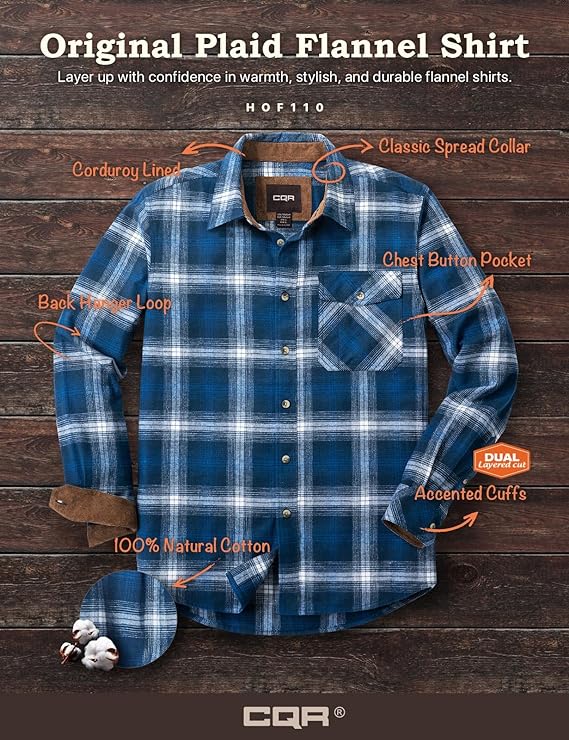 Original Plaid Flannel Shirt
Layer up with confidence in warmth, stylish, and durable flannel shirts.
HOF110
Classic Spread Collar
Corduroy Lined
CQR
Chest Button Pocket
Back Hanger Loop
DUAL
Layered cut
Accented Cuffs
100% Natural Cotton
CQR®